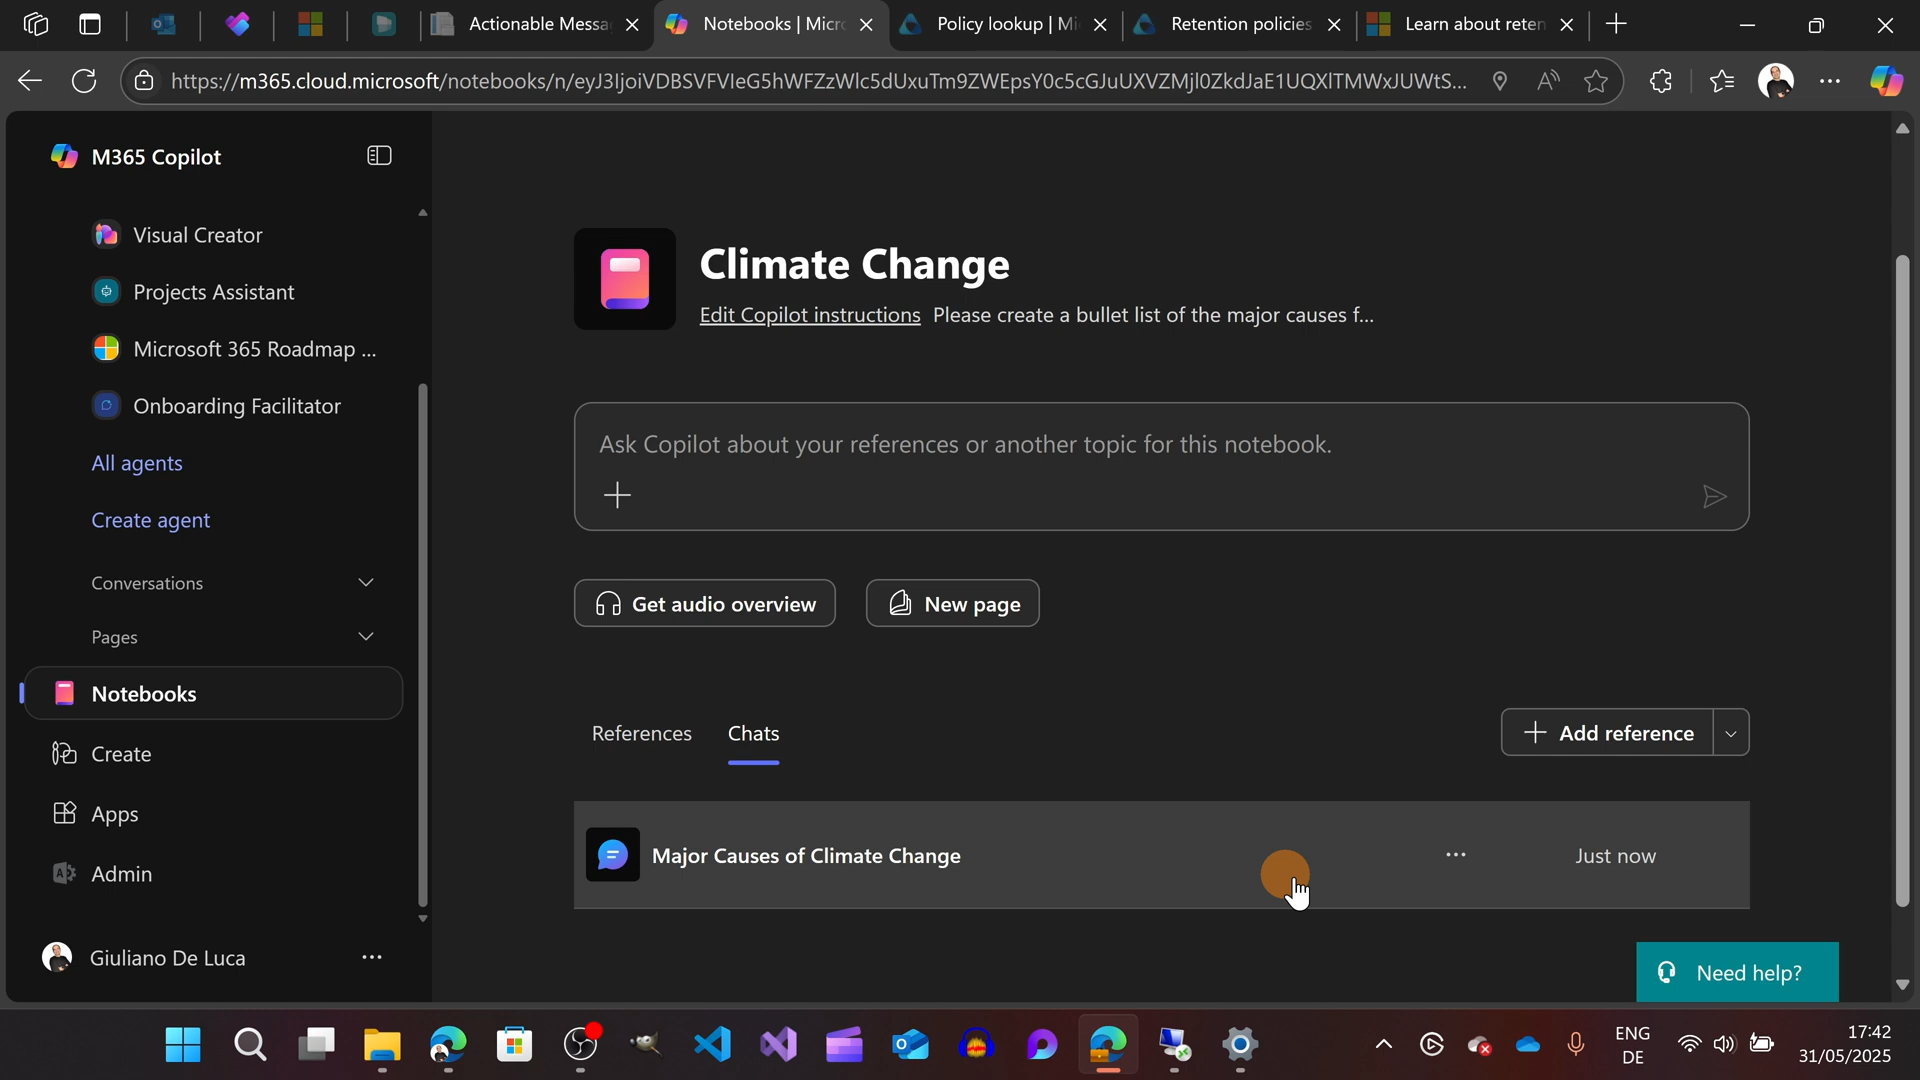 Actionable Messa
Notebooks | Micro
Policy lookup | Mi
Retention policies
Learn about reten
https://m365.cloud.microsoft/notebooks/n/
M365 Copilot
Visual Creator
Projects Assistant
Microsoft 365 Roadmap ...
Onboarding Facilitator
All agents
Create agent
Conversations
Pages
Notebooks
Create
Apps
Admin
Giuliano De Luca
Climate Change
Edit Copilot instructions Please create a bullet list of the major causes f...
Ask Copilot about your references or another topic for this notebook.
Get audio overview
New page
References
Chats
Add reference
Major Causes of Climate Change
Just now
Need help?
ENG
DE
17:42
31/05/2025